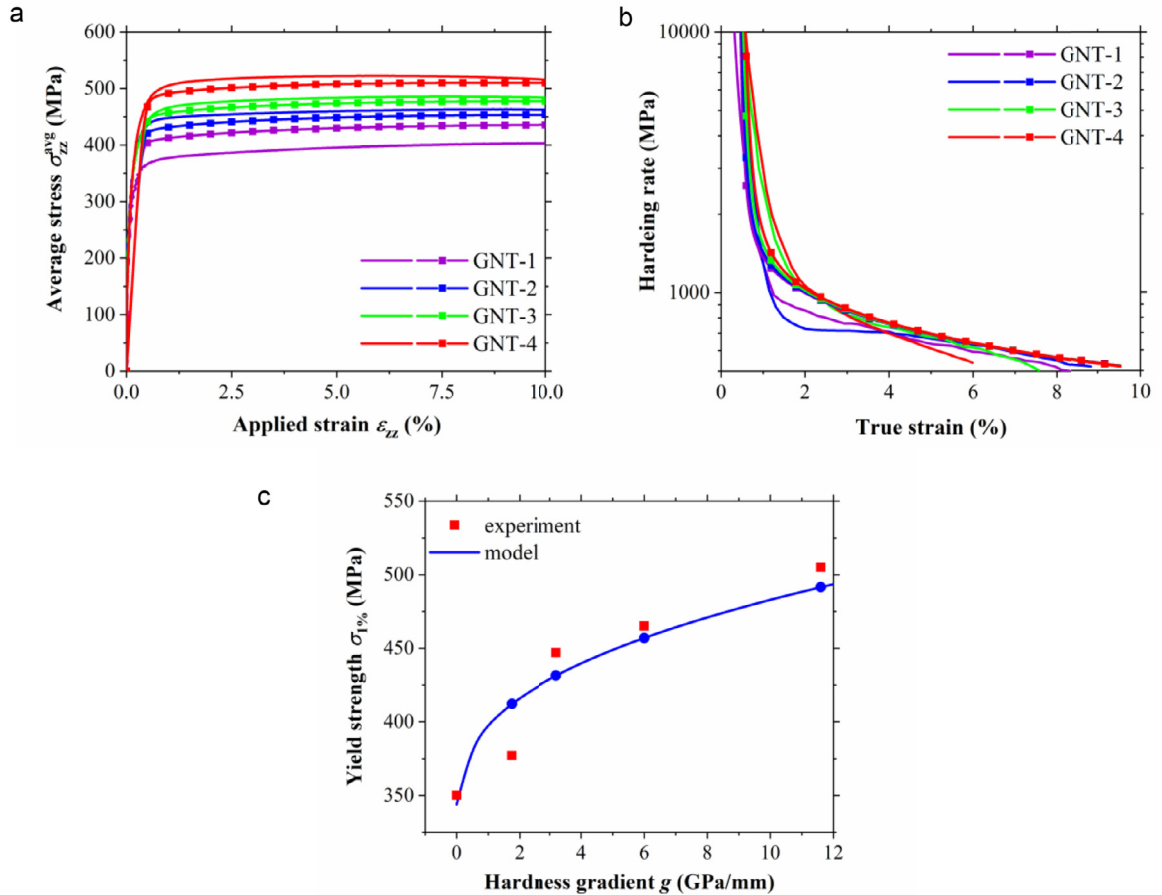 a
600
500
400
300
200
100
0
Average stress σzz^avg (MPa)
GNT-1
GNT-2
GNT-3
GNT-4
0.0 2.5 5.0 7.5 10.0
Applied strain εzz (%)
b
10000
1000
Hardeing rate (MPa)
GNT-1
GNT-2
GNT-3
GNT-4
0 2 4 6 8 10
True strain (%)
c
550
500
450
400
350
Yield strength σ1% (MPa)
experiment
model
0 2 4 6 8 10 12
Hardness gradient g (GPa/mm)